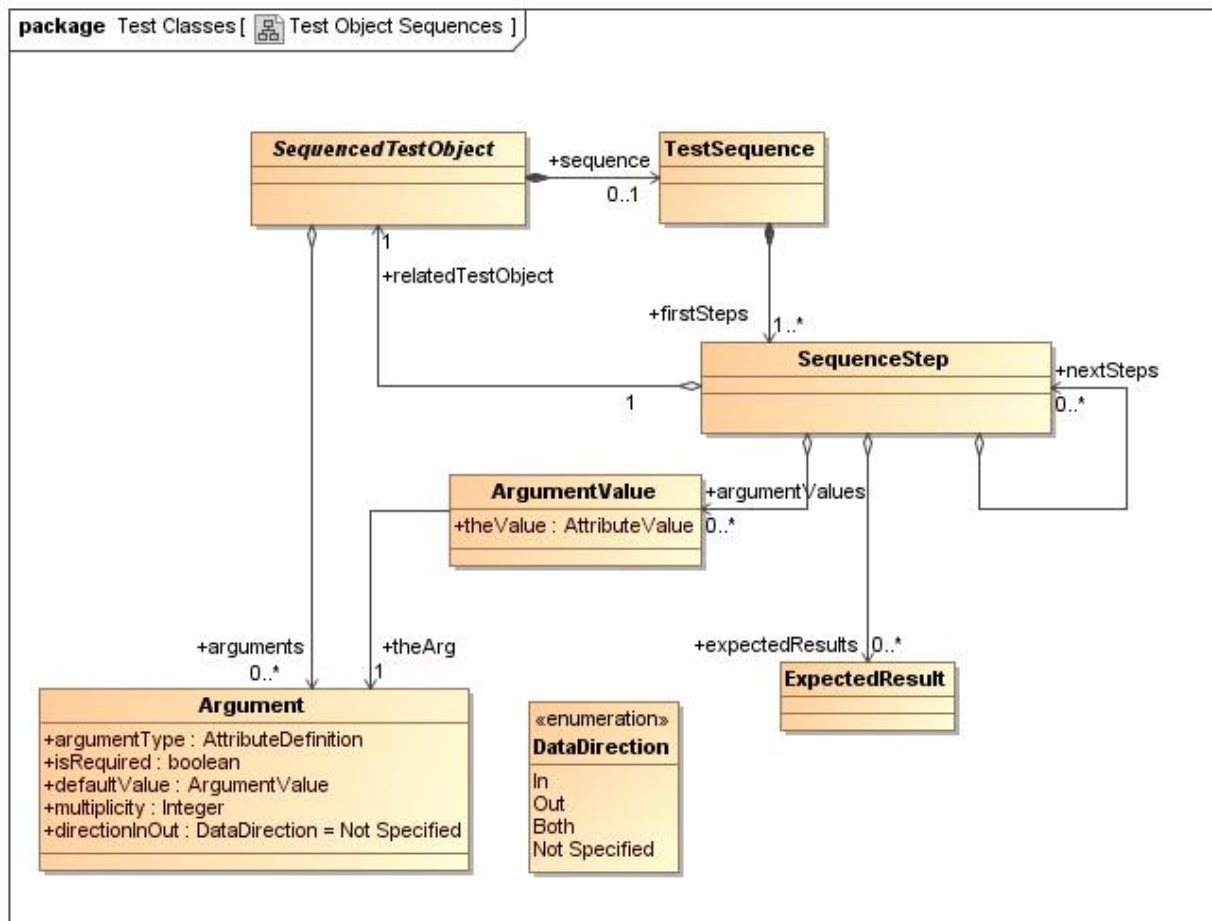 package Test Classes [ Test Object Sequences ]
SequencedTestObject
+sequence
0..1
TestSequence
1
+relatedTestObject
+firstSteps
1..*
SequenceStep
+nextSteps
0..*
1
ArgumentValue
+theValue : AttributeValue
+argumentValues
0..*
+arguments
0..*
+theArg
1
+expectedResults
0..*
ExpectedResult
Argument
+argumentType : AttributeDefinition
+isRequired : boolean
+defaultValue : ArgumentValue
+multiplicity : Integer
+directionInOut : DataDirection = Not Specified
«enumeration»
DataDirection
In
Out
Both
Not Specified